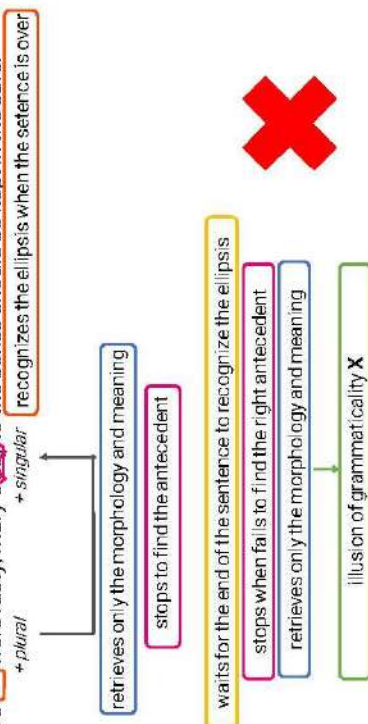 recognizes the ellipsis when the setence is over
+ plural
+ singular
retrieves only the morphology and meaning
stops to find the antecedent
waits for the end of the sentence to recognize the ellipsis
stops when fails to find the right antecedent
retrieves only the morphology and meaning
illusion of grammaticality X